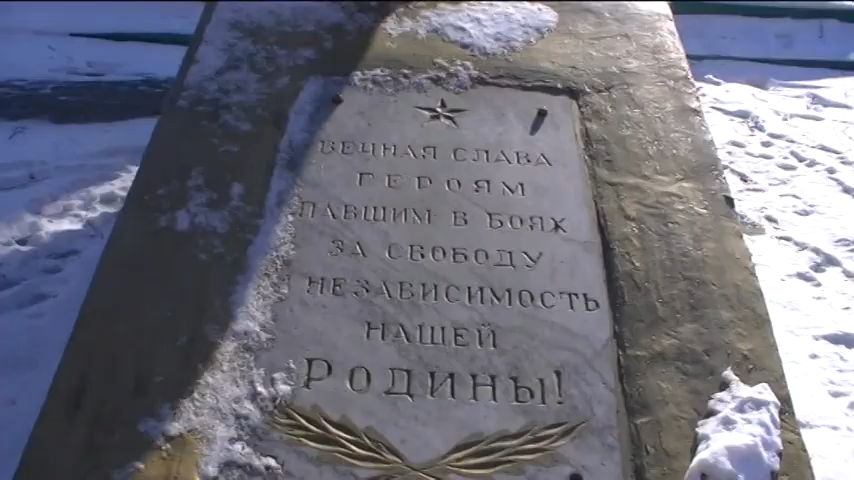 ВЕЧНАЯ СЛАВА
ГЕРОЯМ
ПАВШИМ В БОЯХ
ЗА СВОБОДУ
НЕЗАВИСИМОСТЬ
НАШЕЙ
РОДИНЫ!